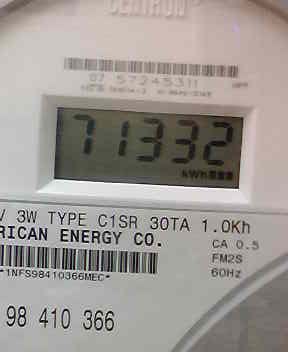 CENTRON
07 57245311
71332
kWh
V 3W TYPE C1SR 30TA 1.0Kh
RICAN ENERGY CO.
CA 0.5
FM2S
*1NFS98410366MEC*
60Hz
98 410 366